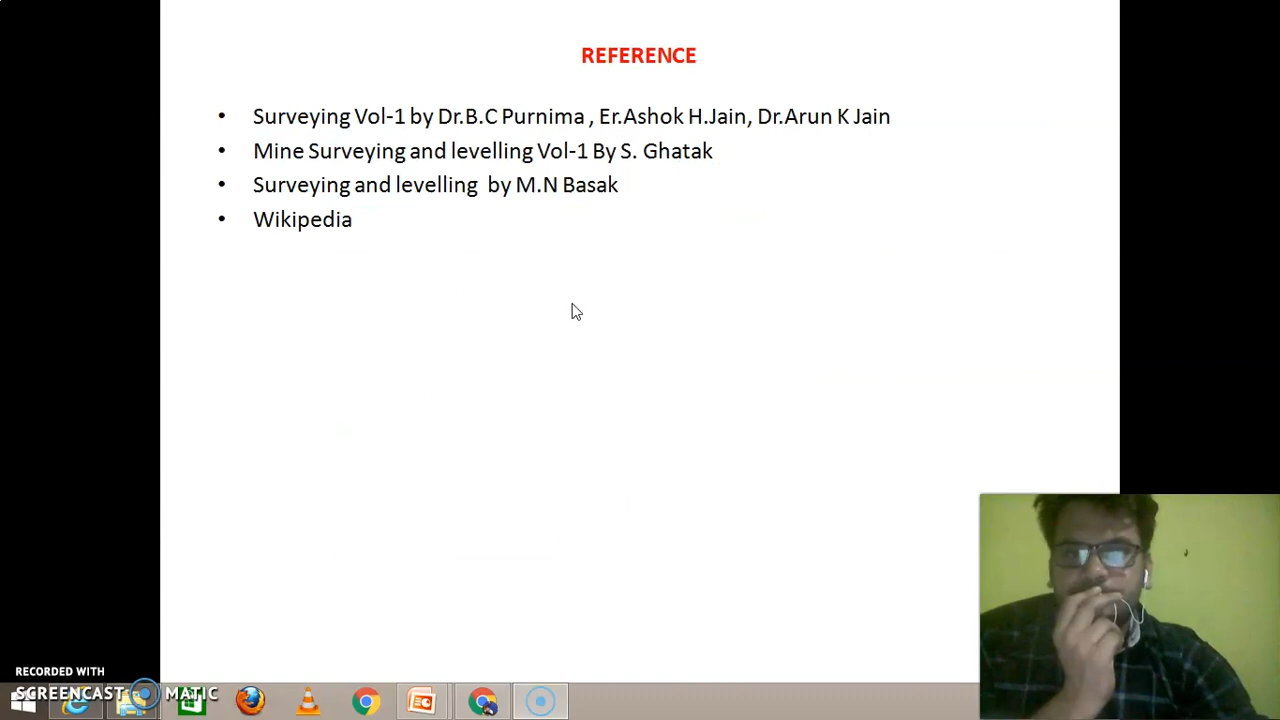 REFERENCE
• Surveying Vol-1 by Dr.B.C Purnima , Er.Ashok H.Jain, Dr.Arun K Jain
• Mine Surveying and levelling Vol-1 By S. Ghatak
• Surveying and levelling by M.N Basak
• Wikipedia
RECORDED WITH
SCREENCAST MATIC